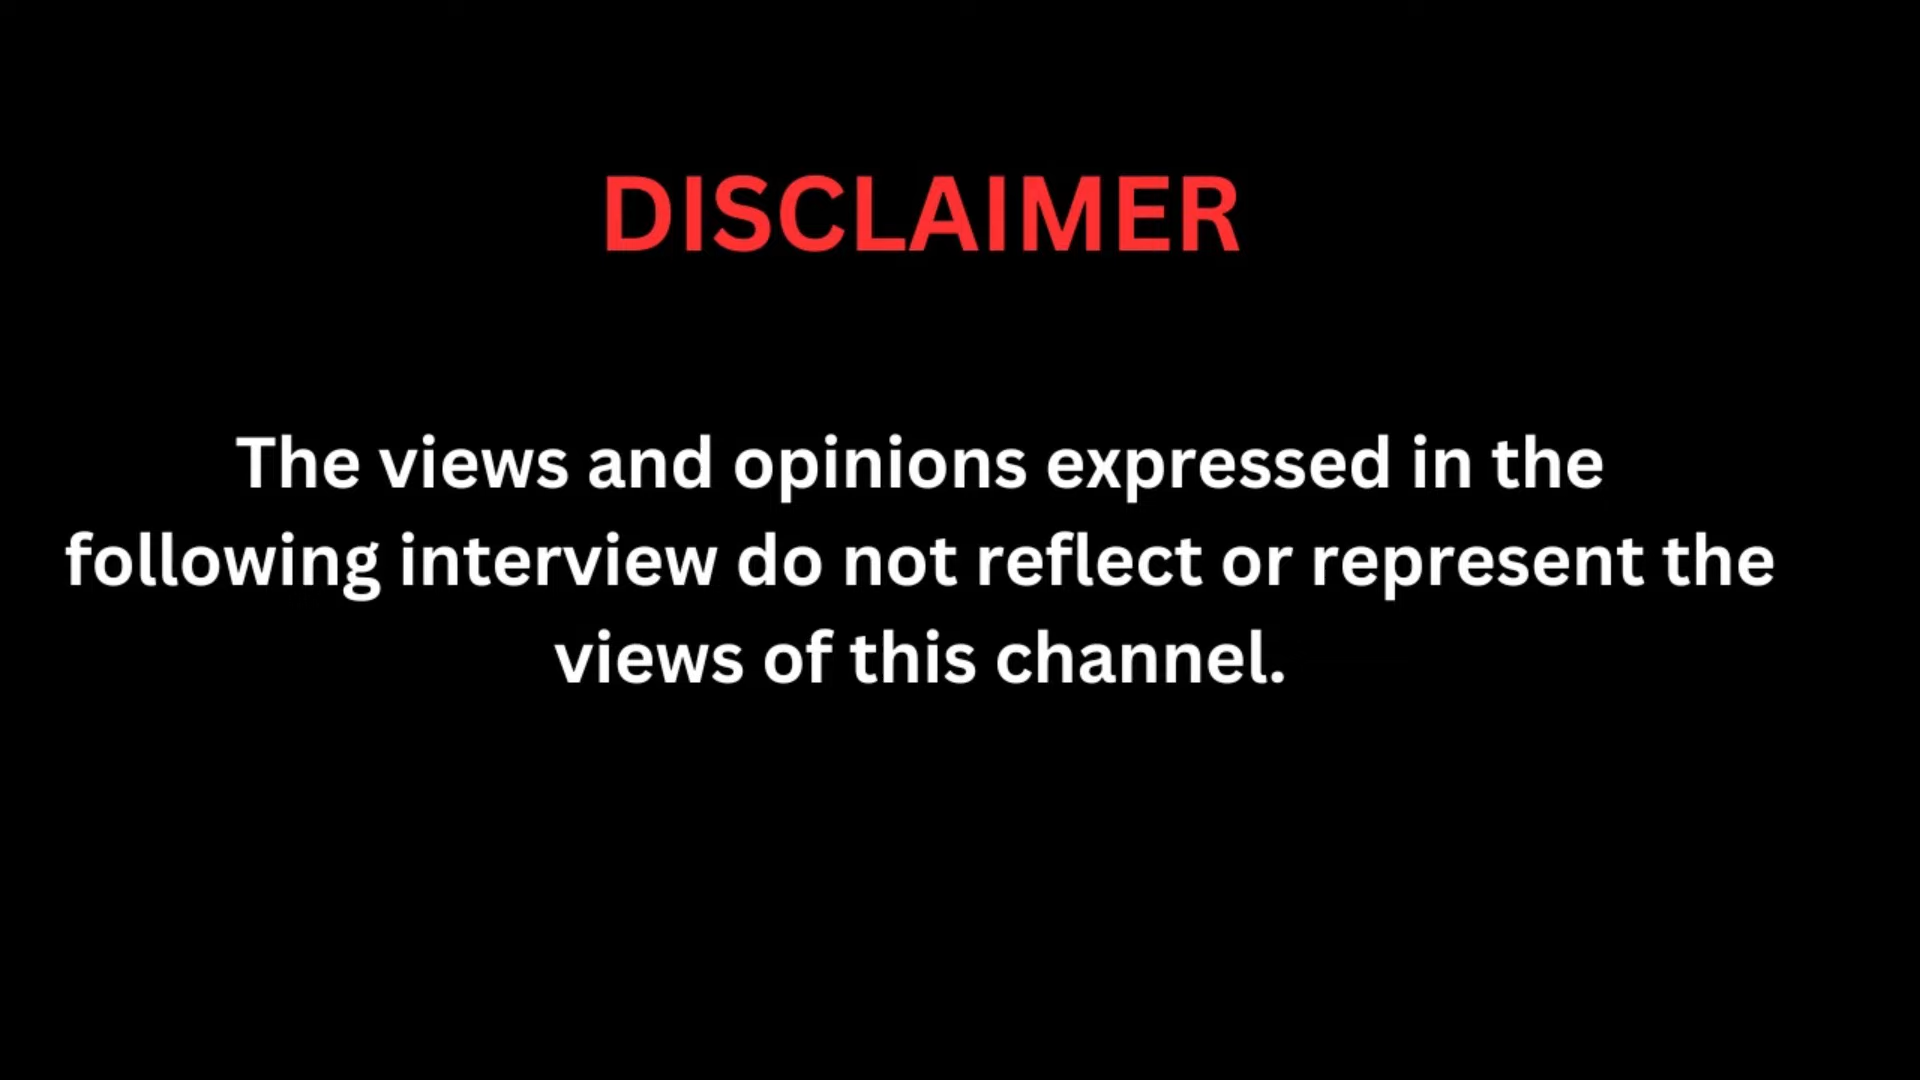 DISCLAIMER
The views and opinions expressed in the
following interview do not reflect or represent the
views of this channel.